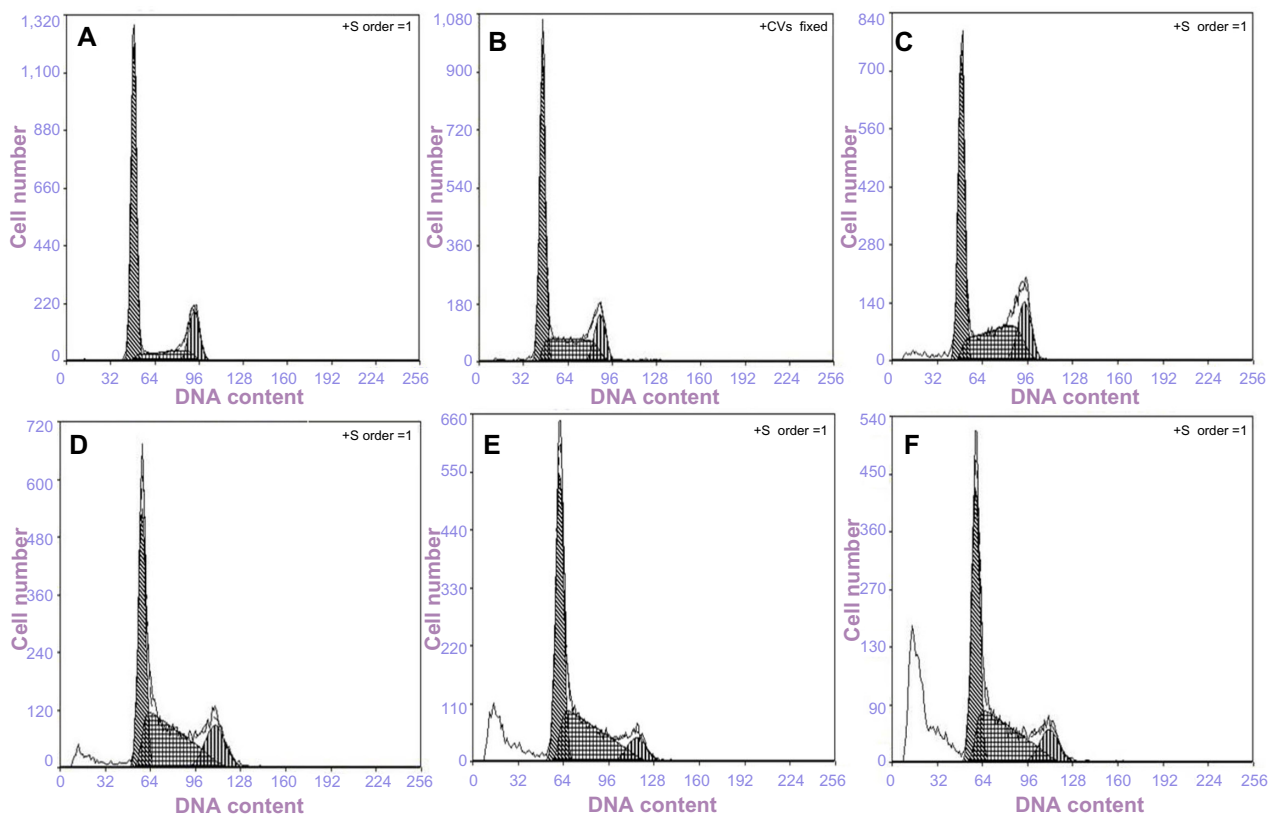 A
+S order =1
Cell number
1,320
1,100
880
660
440
220
0
0 32 64 96 128 160 192 224 256
DNA content
B
+CVs fixed
Cell number
1,080
900
720
540
360
180
0
0 32 64 96 128 160 192 224 256
DNA content
C
+S order =1
Cell number
840
700
560
420
280
140
0
0 32 64 96 128 160 192 224 256
DNA content
D
+S order =1
Cell number
720
600
480
360
240
120
0
0 32 64 96 128 160 192 224 256
DNA content
E
+S order =1
Cell number
660
550
440
330
220
110
0
0 32 64 96 128 160 192 224 256
DNA content
F
+S order =1
Cell number
540
450
360
270
130
90
0
0 32 64 96 128 160 192 224 256
DNA content